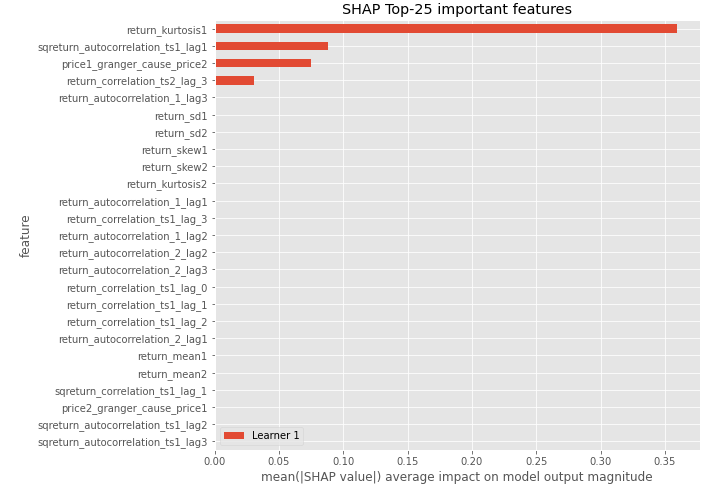 SHAP Top-25 important features
return_kurtosis1
sqreturn_autocorrelation_ts1_lag1
price1_granger_cause_price2
return_correlation_ts2_lag_3
return_autocorrelation_1_lag3
return_sd1
return_sd2
return_skew1
return_skew2
return_kurtosis2
return_autocorrelation_1_lag1
return_correlation_ts1_lag_3
return_autocorrelation_1_lag2
return_autocorrelation_2_lag2
return_autocorrelation_2_lag3
return_correlation_ts1_lag_0
return_correlation_ts1_lag_1
return_correlation_ts1_lag_2
return_autocorrelation_2_lag1
return_mean1
return_mean2
sqreturn_correlation_ts1_lag_1
price2_granger_cause_price1
sqreturn_autocorrelation_ts1_lag2
sqreturn_autocorrelation_ts1_lag3
feature
Learner 1
0.00 0.05 0.10 0.15 0.20 0.25 0.30 0.35
mean(|SHAP value|) average impact on model output magnitude